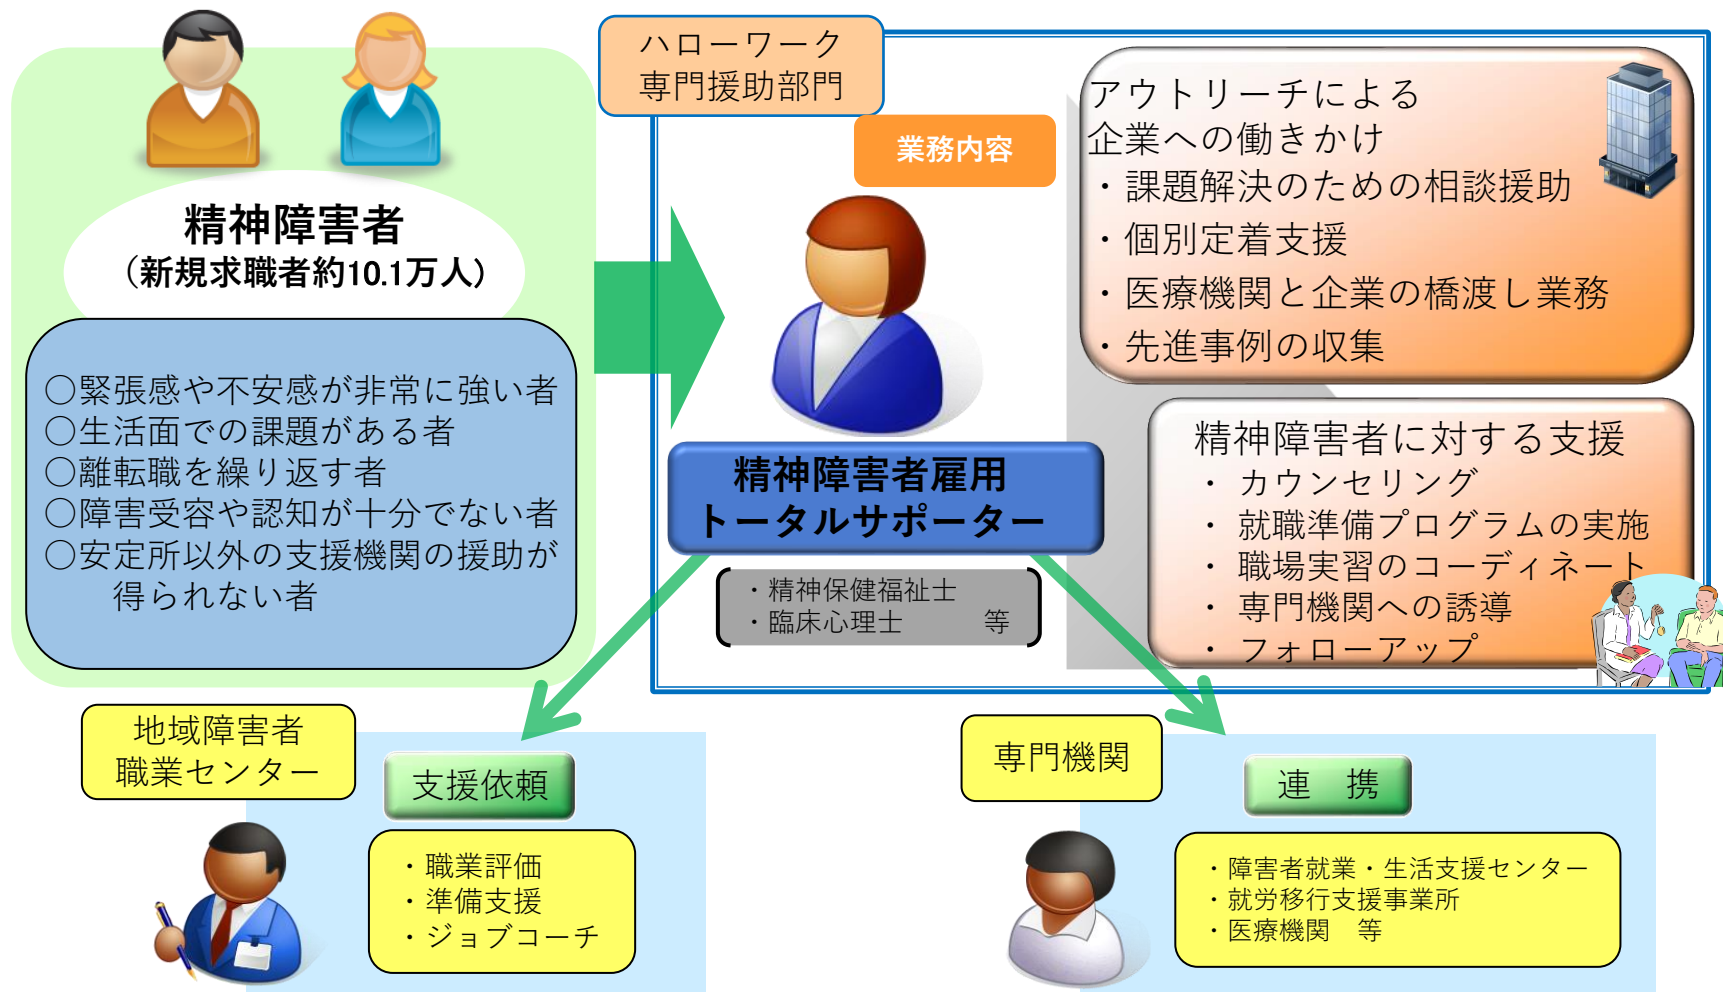 精神障害者
（新規求職者約10.1万人）
〇緊張感や不安感が非常に強い者
〇生活面での課題がある者
〇離転職を繰り返す者
〇障害受容や認知が十分でない者
〇安定所以外の支援機関の援助が
得られない者
ハローワーク
専門援助部門
業務内容
精神障害者雇用
トータルサポーター
・精神保健福祉士
・臨床心理士　　　等
アウトリーチによる
企業への働きかけ
・課題解決のための相談援助
・個別定着支援
・医療機関と企業の橋渡し業務
・先進事例の収集
精神障害者に対する支援
・ カウンセリング
・ 就職準備プログラムの実施
・ 職場実習のコーディネート
・ 専門機関への誘導
・ フォローアップ
地域障害者
職業センター
支援依頼
・職業評価
・準備支援
・ジョブコーチ
専門機関
連　携
・障害者就業・生活支援センター
・就労移行支援事業所
・医療機関　等